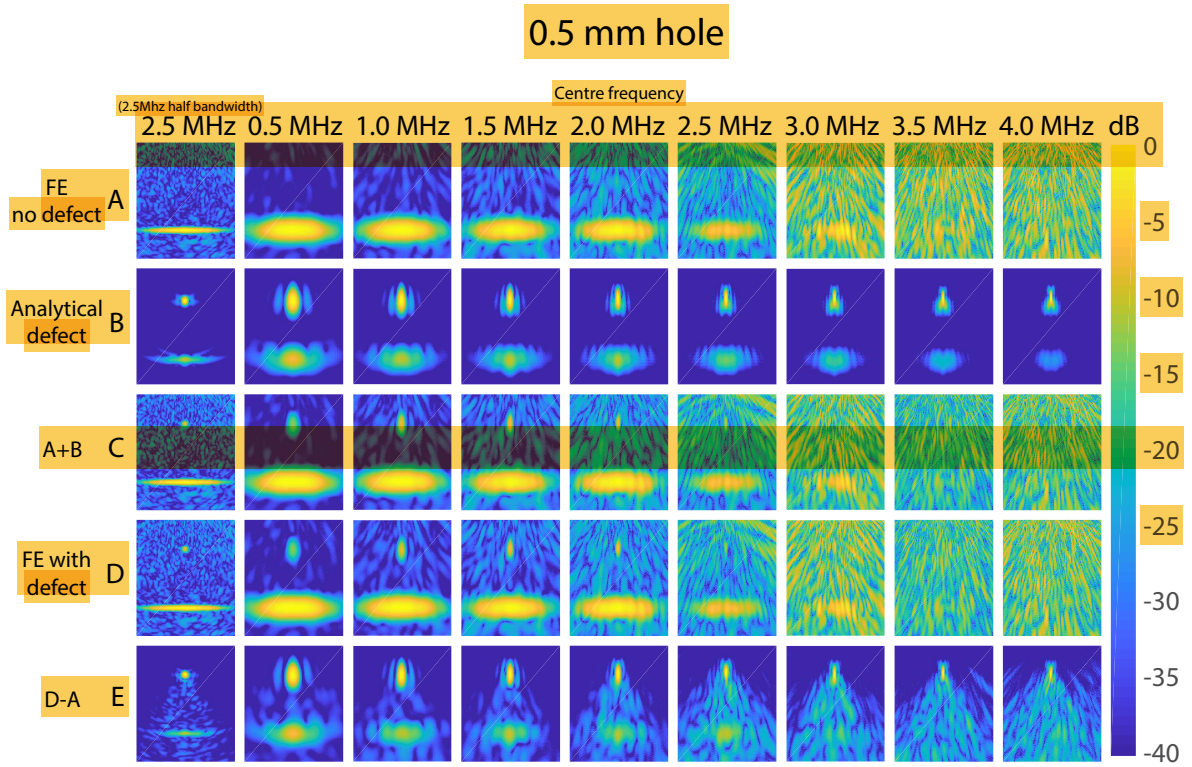 0.5 mm hole
Centre frequency
(2.5Mhz half bandwidth)
2.5 MHz 0.5 MHz 1.0 MHz 1.5 MHz 2.0 MHz 2.5 MHz 3.0 MHz 3.5 MHz 4.0 MHz dB
0
FE
no defect A
-5
-10
Analytical
defect B
-15
A+B C
-20
-25
FE with
defect D
-30
-35
D-A E
-40